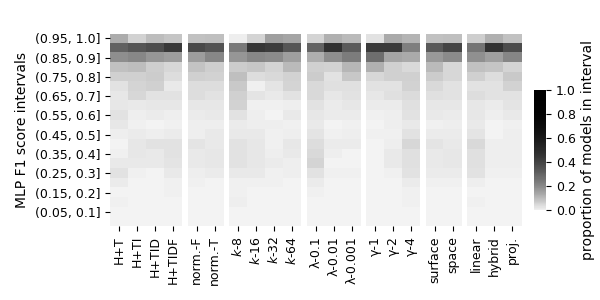 MLP F1 score intervals
(0.95, 1.0]
(0.85, 0.9]
(0.75, 0.8]
(0.65, 0.7]
(0.55, 0.6]
(0.45, 0.5]
(0.35, 0.4]
(0.25, 0.3]
(0.15, 0.2]
(0.05, 0.1]
H+T
H+TI
H+TID
H+TIDF
norm.-F
norm.-T
k-8
k-16
k-32
k-64
λ-0.1
λ-0.01
λ-0.001
γ-1
γ-2
γ-4
surface
space
linear
hybrid
proj.
1.0
0.8
0.6
0.4
0.2
0.0
proportion of models in interval